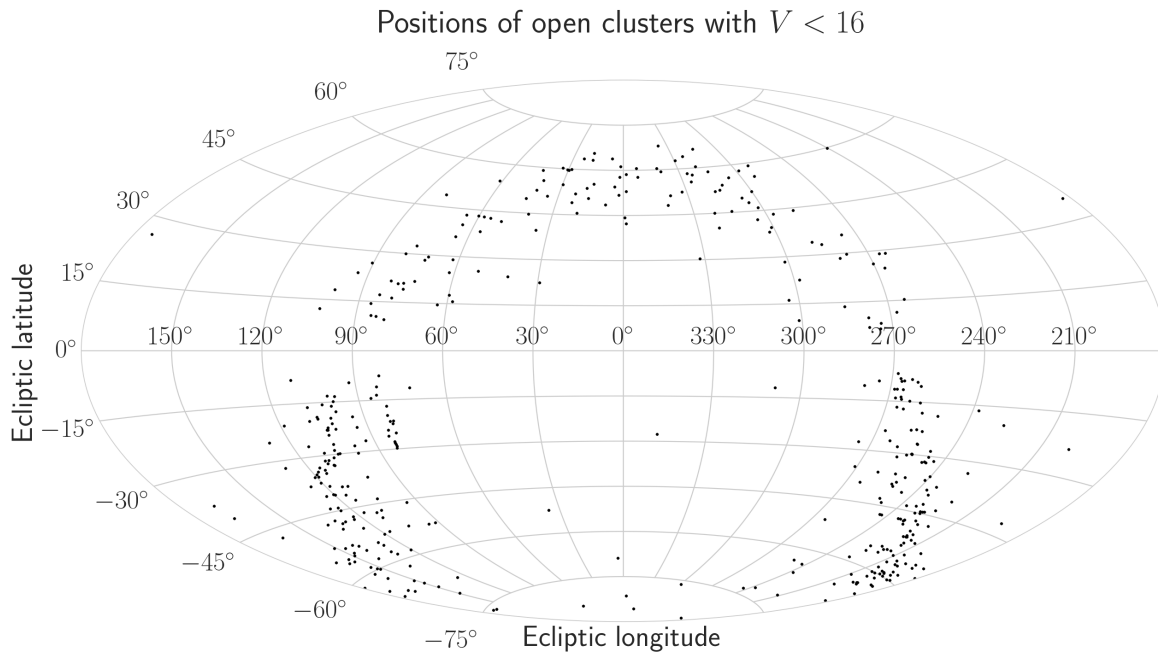 Positions of open clusters with V < 16
75°
60°
45°
30°
15°
0°
−15°
−30°
−45°
−60°
−75°
150° 120° 90° 60° 30° 0° 330° 300° 270° 240° 210°
Ecliptic latitude
Ecliptic longitude